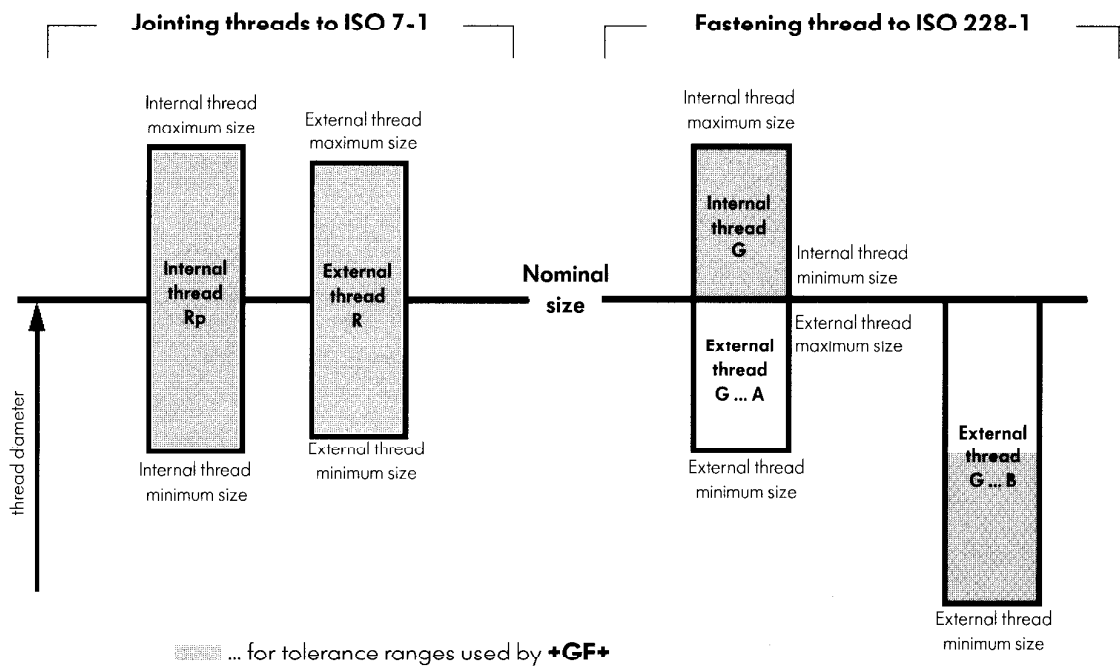 Jointing threads to ISO 7-1
Internal thread
maximum size
External thread
maximum size
Internal
thread
Rp
External
thread
R
Internal thread
minimum size
External thread
minimum size
thread diameter
Nominal
size
Fastening thread to ISO 228-1
Internal thread
maximum size
Internal
thread
G
Internal thread
minimum size
External thread
maximum size
External
thread
G ... A
External thread
minimum size
External
thread
G ... B
External thread
minimum size
... for tolerance ranges used by +GF+